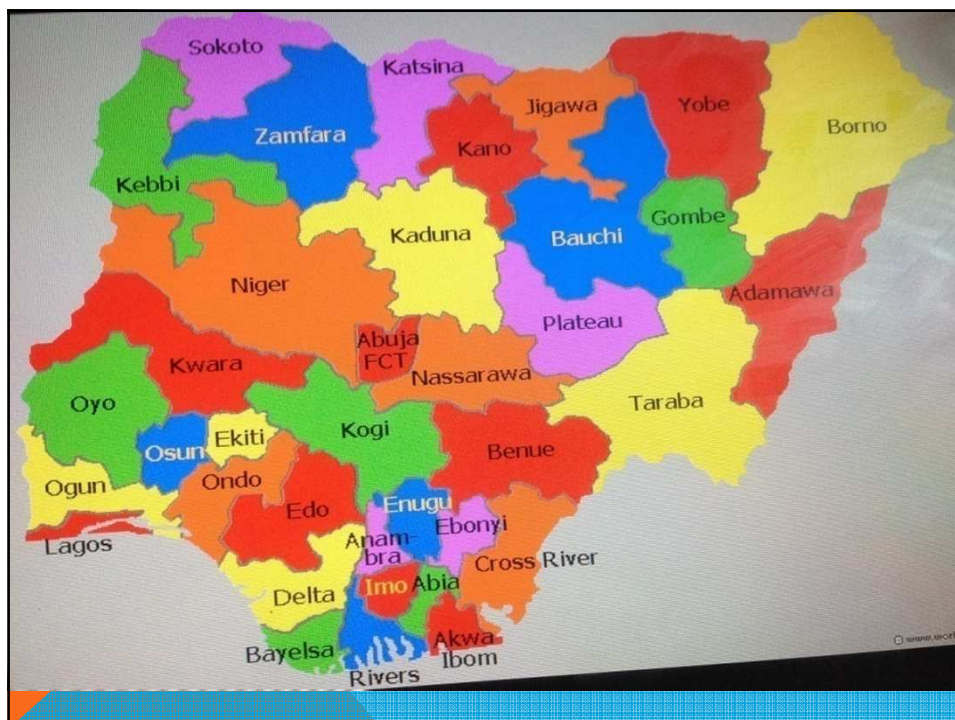 Sokoto
Katsina
Jigawa
Yobe
Borno
Zamfara
Kano
Kebbi
Gombe
Kaduna
Bauchi
Niger
Adamawa
Plateau
Abuja
FCT
Kwara
Nassarawa
Oyo
Taraba
Kogi
Ekiti
Osun
Benue
Ondo
Ogun
Enugu
Edo
Ebonyi
Anam-
bra
Lagos
Cross River
Imo
Abia
Delta
Akwa
Ibom
Bayelsa
Rivers